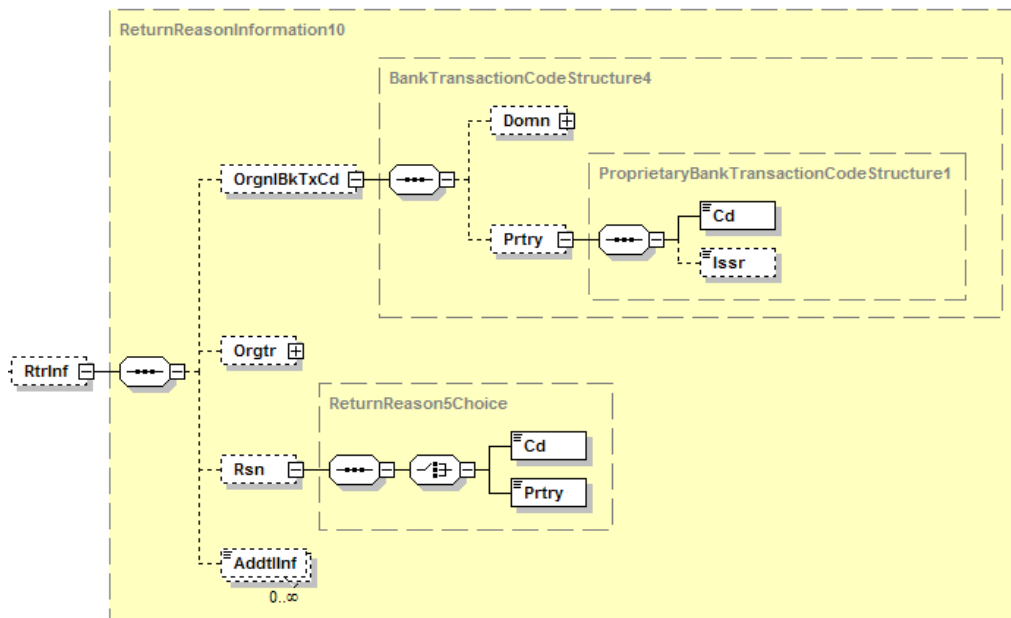 ReturnReasonInformation10
BankTransactionCodeStructure4
Domn
ProprietaryBankTransactionCodeStructure1
OrgnlBkTxCd
Cd
Prtry
Issr
Orgtr
RtrInf
ReturnReason5Choice
Cd
Rsn
Prtry
AddtlInf
0..∞